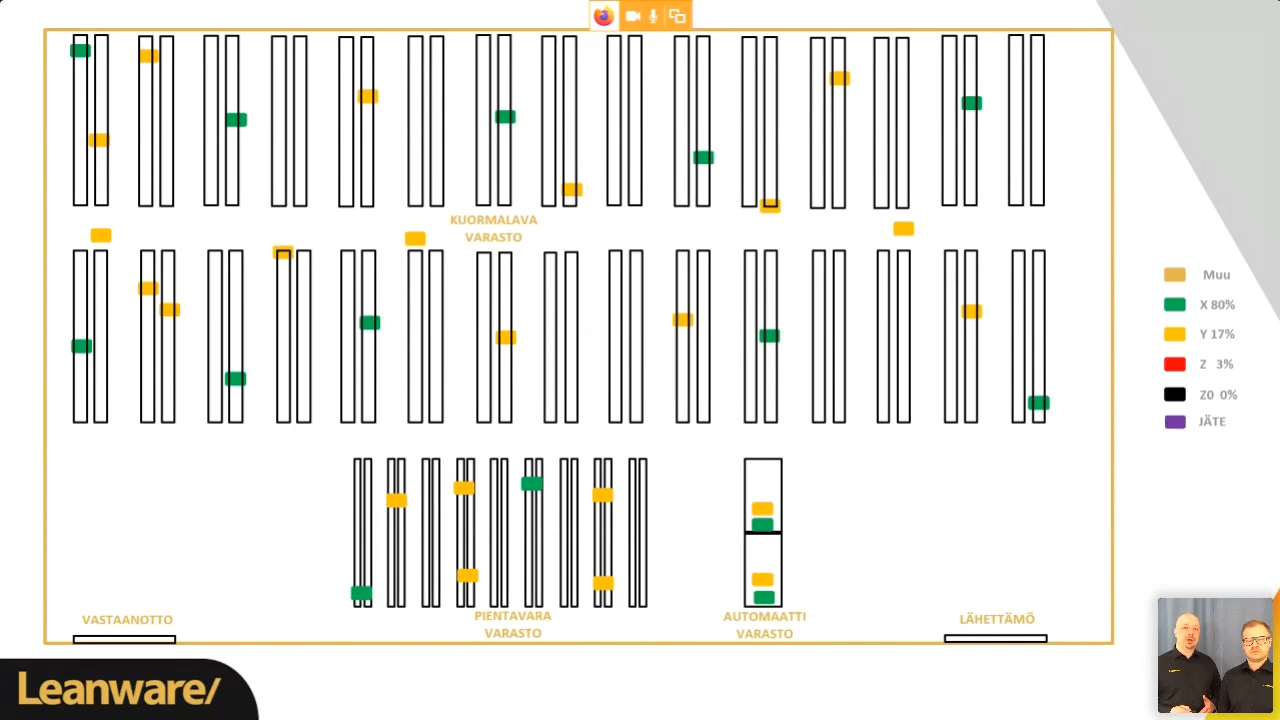 KUORMALAVA
VARASTO
Muu
X 80%
Y 17%
Z 3%
Z0 0%
JÄTE
VASTAANOTTO
PIENTAVARA
VARASTO
AUTOMAATTI
VARASTO
LÄHETTÄMÖ
Leanware/